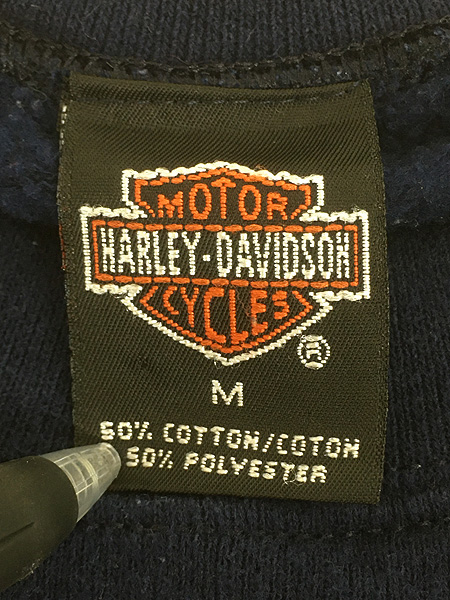 MOTOR
HARLEY-DAVIDSON
CYCLES
®
M
50% COTTON/COTON
50% POLYESTER